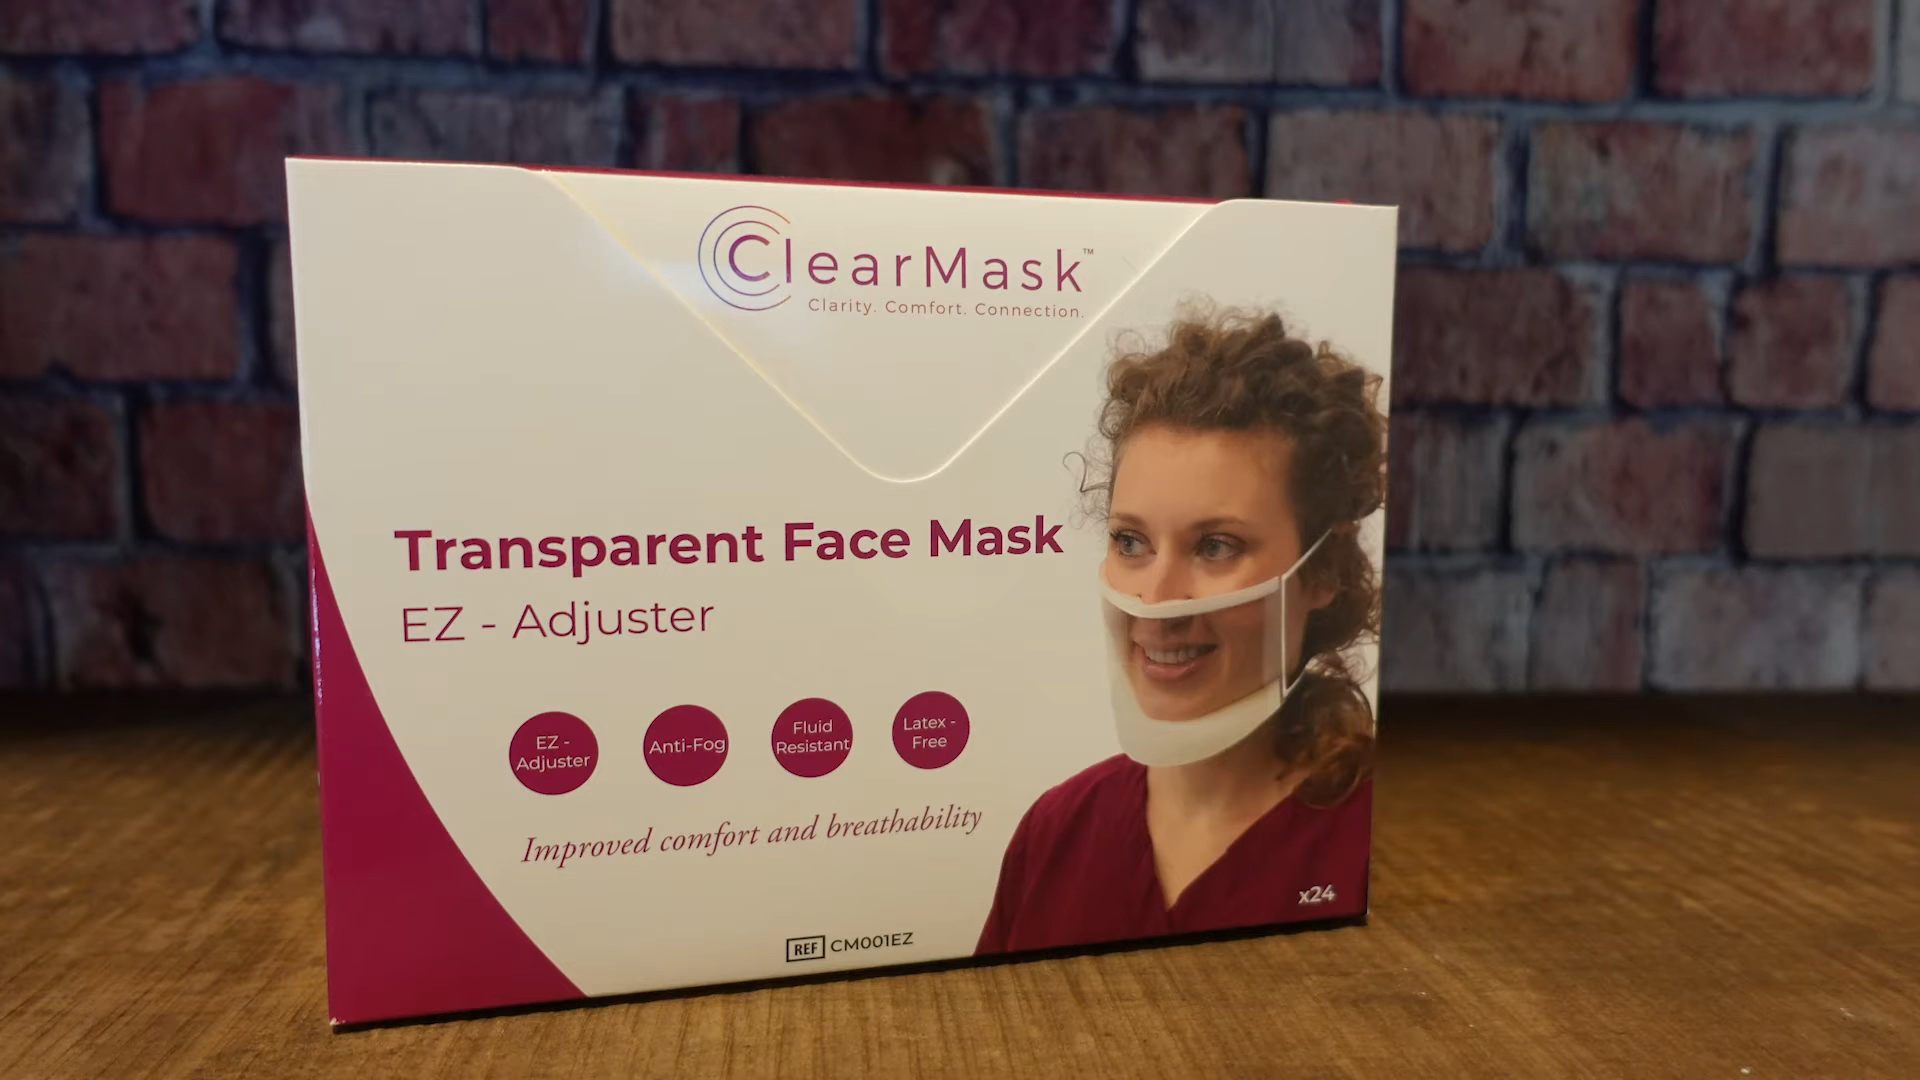 ClearMask™
Clarity. Comfort. Connection.
Transparent Face Mask
EZ - Adjuster
EZ -
Adjuster
Anti-Fog
Fluid
Resistant
Latex -
Free
Improved comfort and breathability
x24
REF CM001EZ